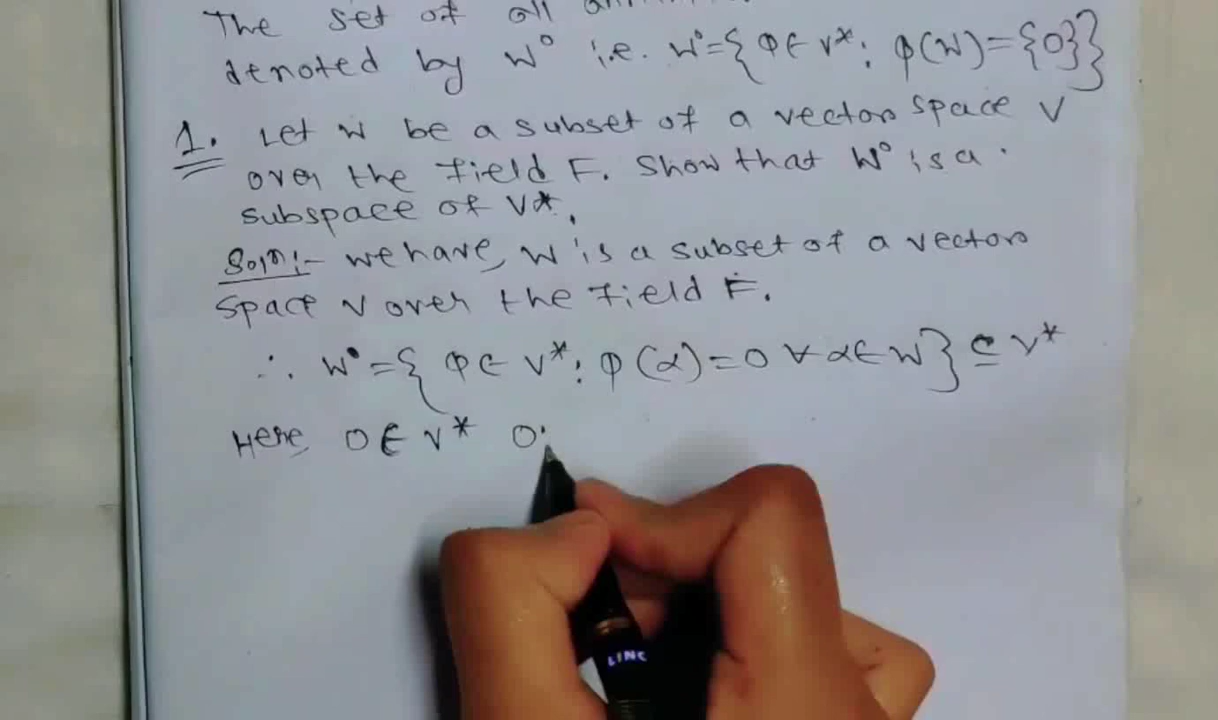 The set of all
denoted by W° i.e. W°={ φ∈ V*: φ(W)={0}}
1. Let W be a subset of a vector space V
over the field F. Show that W° is a
subspace of V*.
Soln:- we have, W is a subset of a vector
space V over the field F.
∴ W°={ φ∈ V*: φ(α)=0 ∀ α∈ W} ⊆ V*
Here, 0∈ V* 0:
LINC